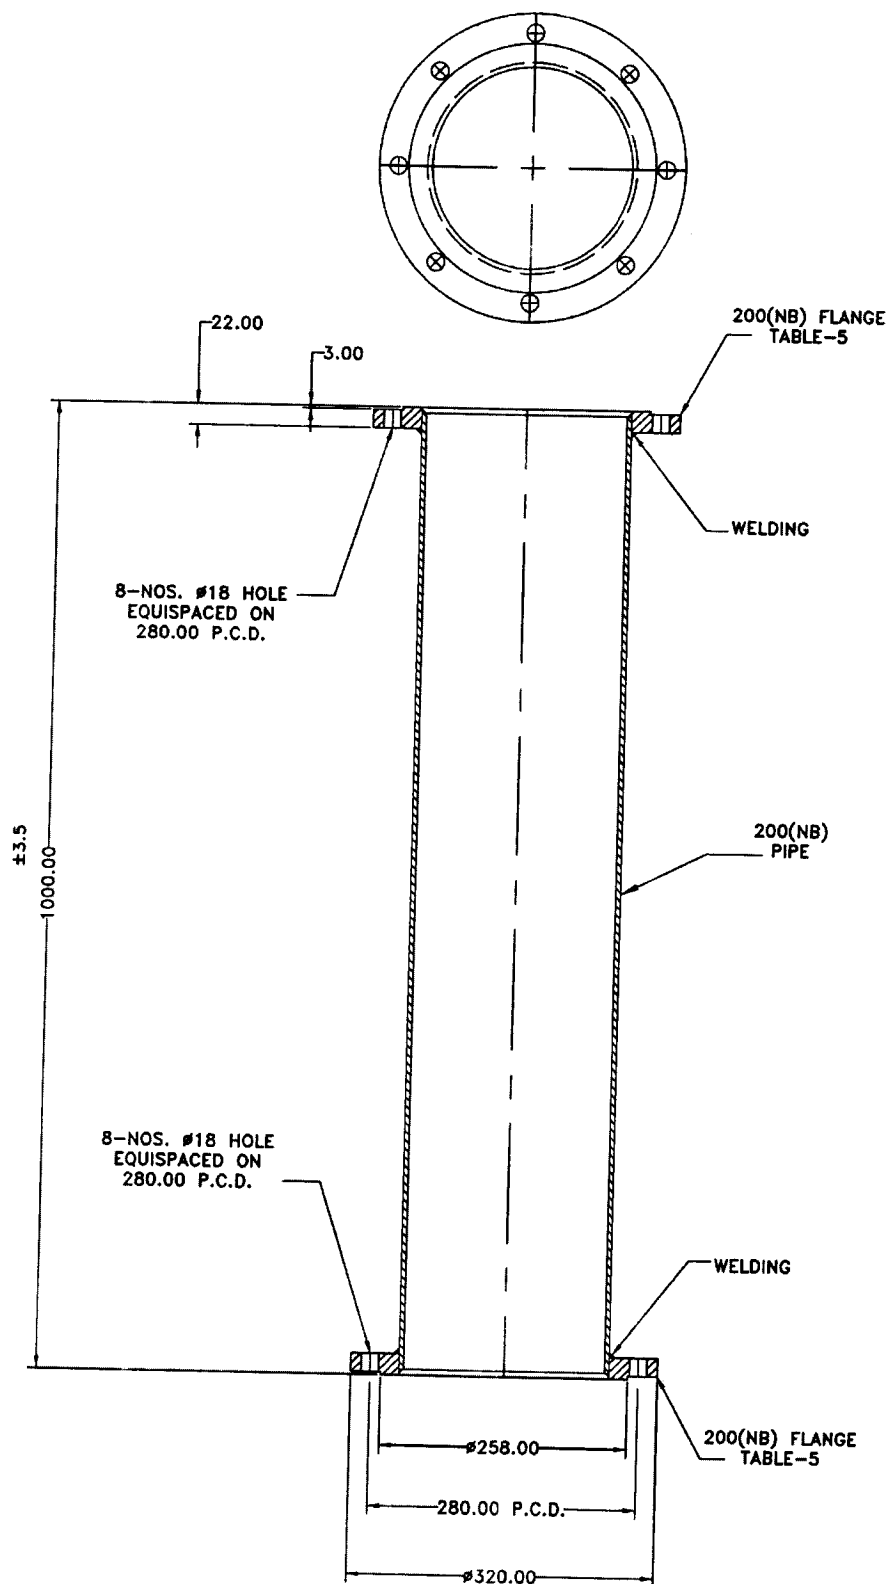 22.00
3.00
200(NB) FLANGE
TABLE-5
WELDING
8-NOS. ø18 HOLE
EQUISPACED ON
280.00 P.C.D.
±3.5
1000.00
200(NB)
PIPE
8-NOS. ø18 HOLE
EQUISPACED ON
280.00 P.C.D.
WELDING
200(NB) FLANGE
TABLE-5
ø258.00
280.00 P.C.D.
ø320.00